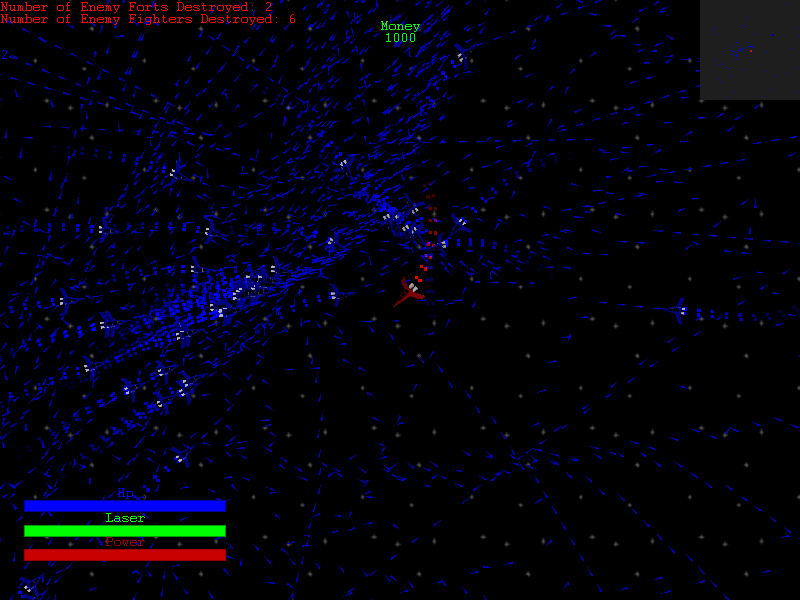 Number of Enemy Forts Destroyed: 2
Number of Enemy Fighters Destroyed: 6
Money
1000
Hp
Laser
Power